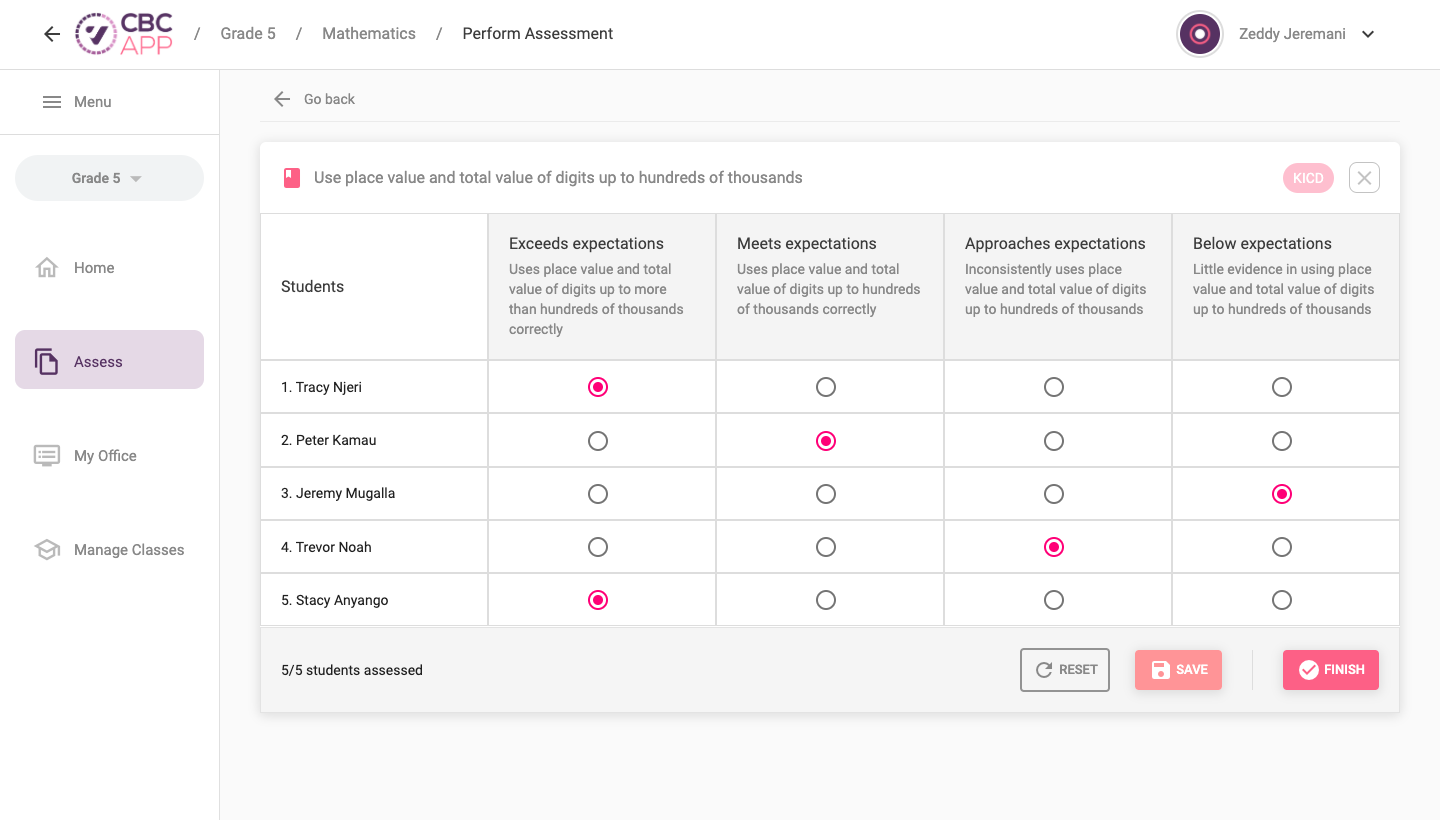 CBC
APP
/ Grade 5 / Mathematics / Perform Assessment
Zeddy Jeremani
Menu
Grade 5
Home
Assess
My Office
Manage Classes
Go back
Use place value and total value of digits up to hundreds of thousands
KICD
Students
Exceeds expectations
Uses place value and total
value of digits up to more
than hundreds of thousands
correctly
Meets expectations
Uses place value and total
value of digits up to hundreds
of thousands correctly
Approaches expectations
Inconsistently uses place
value and total value of digits
up to hundreds of thousands
Below expectations
Little evidence in using place
value and total value of digits
up to hundreds of thousands
1. Tracy Njeri
2. Peter Kamau
3. Jeremy Mugalla
4. Trevor Noah
5. Stacy Anyango
5/5 students assessed
RESET
SAVE
FINISH